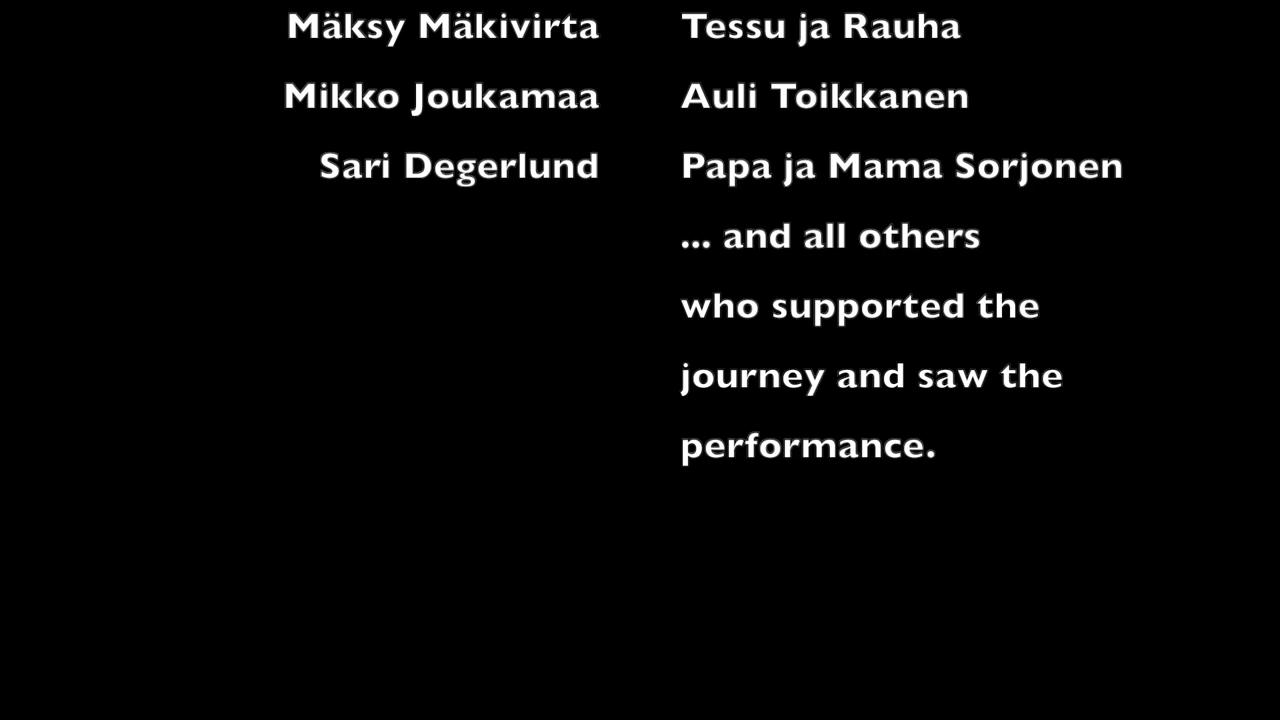 Mäksy Mäkivirta Tessu ja Rauha
Mikko Joukamaa Auli Toikkanen
Sari Degerlund Papa ja Mama Sorjonen
... and all others
who supported the
journey and saw the
performance.